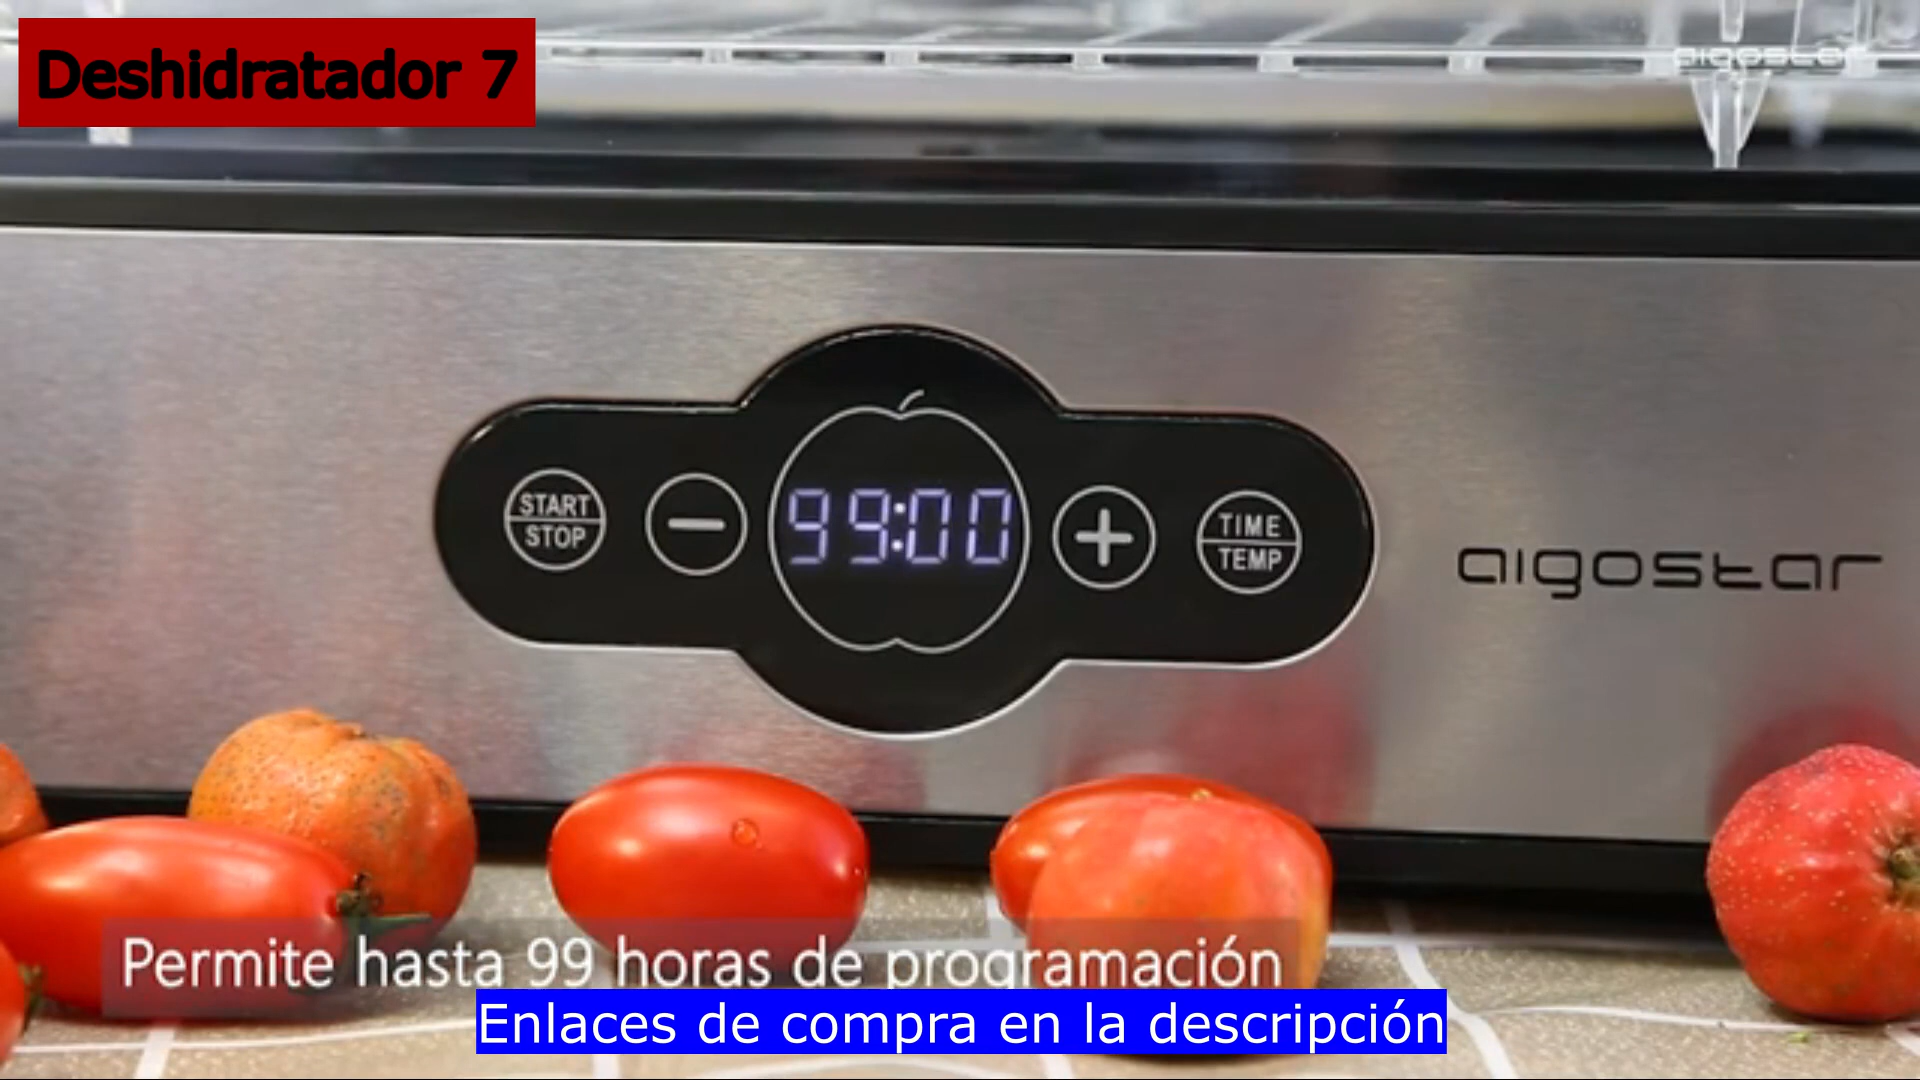 Deshidratador 7
aigostar
START
STOP
99:00
TIME
TEMP
aigostar
Permite hasta 99 horas de programación
Enlaces de compra en la descripción